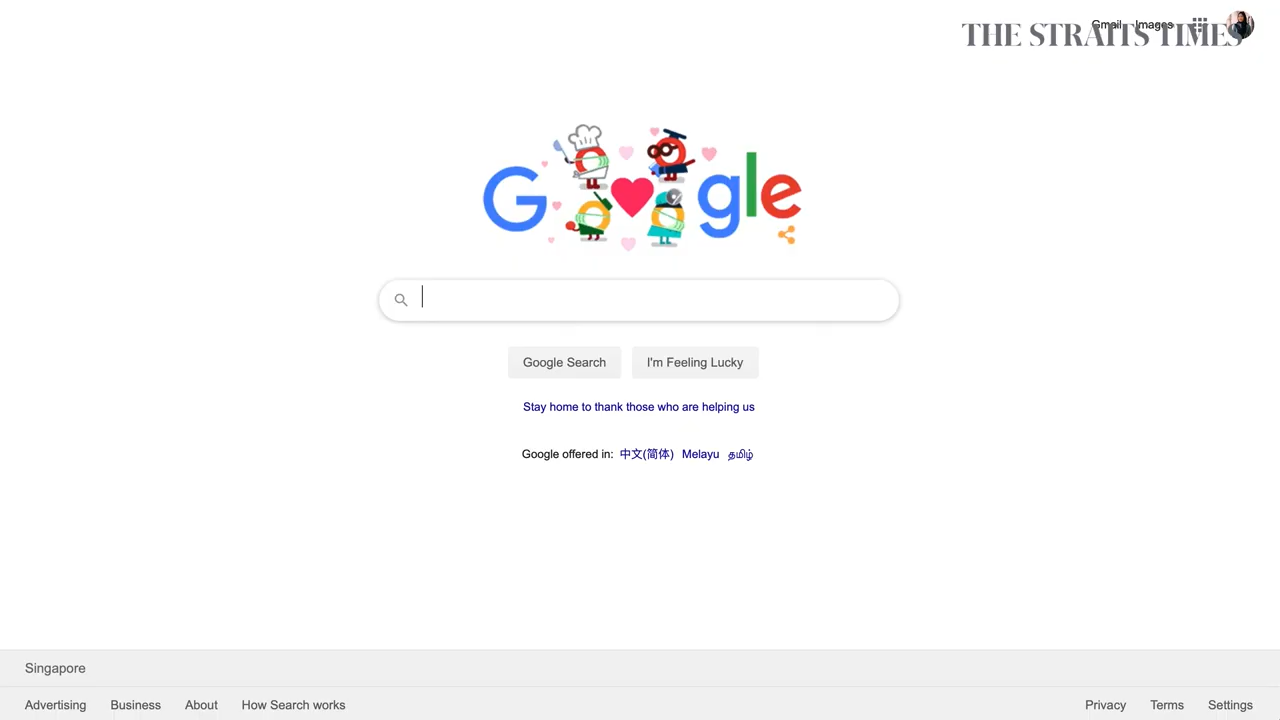 Gmail Images
THE STRAITS TIMES
Google
Google Search
I'm Feeling Lucky
Stay home to thank those who are helping us
Google offered in: 中文(简体) Melayu தமிழ்
Singapore
Advertising Business About How Search works
Privacy Terms Settings